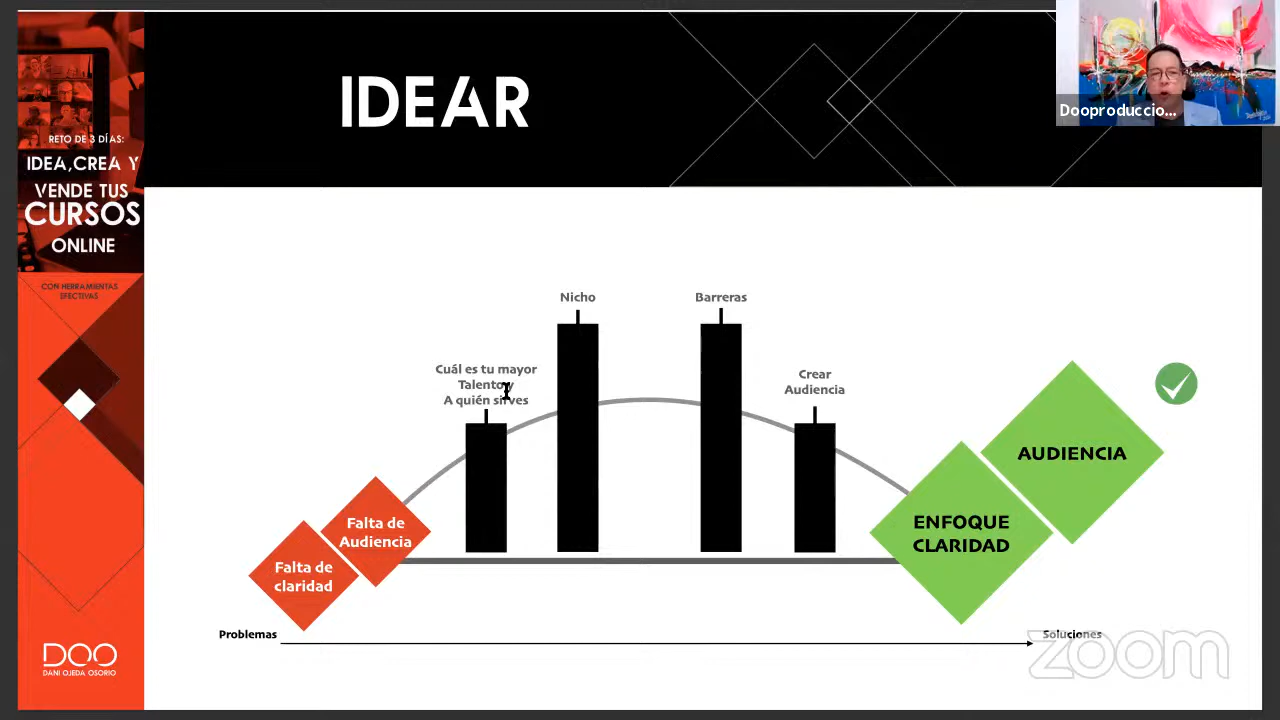 IDEAR
Dooproduccio...
RETO DE 3 DÍAS:
IDEA,CREA Y
VENDE TUS
CURSOS
ONLINE
CON HERRAMIENTAS
EFECTIVAS
Nicho
Barreras
Cuál es tu mayor
Talento y
A quién sirves
Crear
Audiencia
AUDIENCIA
Falta de
Audiencia
ENFOQUE
CLARIDAD
Falta de
claridad
Problemas
Soluciones
DOO
DANI OJEDA OSORIO
zoom